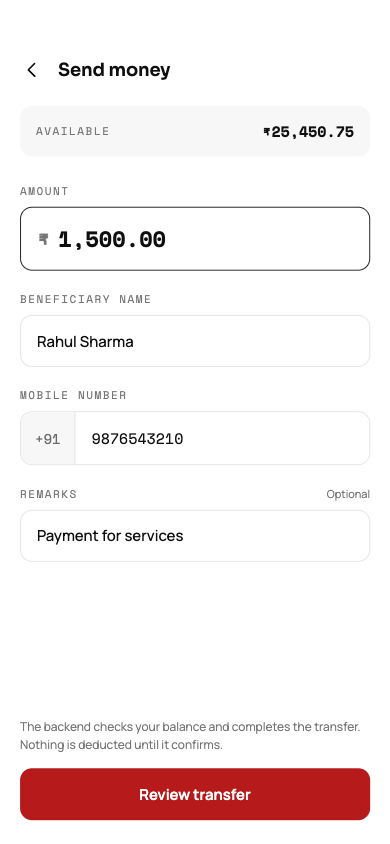 Send money
AVAILABLE ₹25,450.75
AMOUNT
₹ 1,500.00
BENEFICIARY NAME
Rahul Sharma
MOBILE NUMBER
+91 9876543210
REMARKS Optional
Payment for services
The backend checks your balance and completes the transfer.
Nothing is deducted until it confirms.
Review transfer